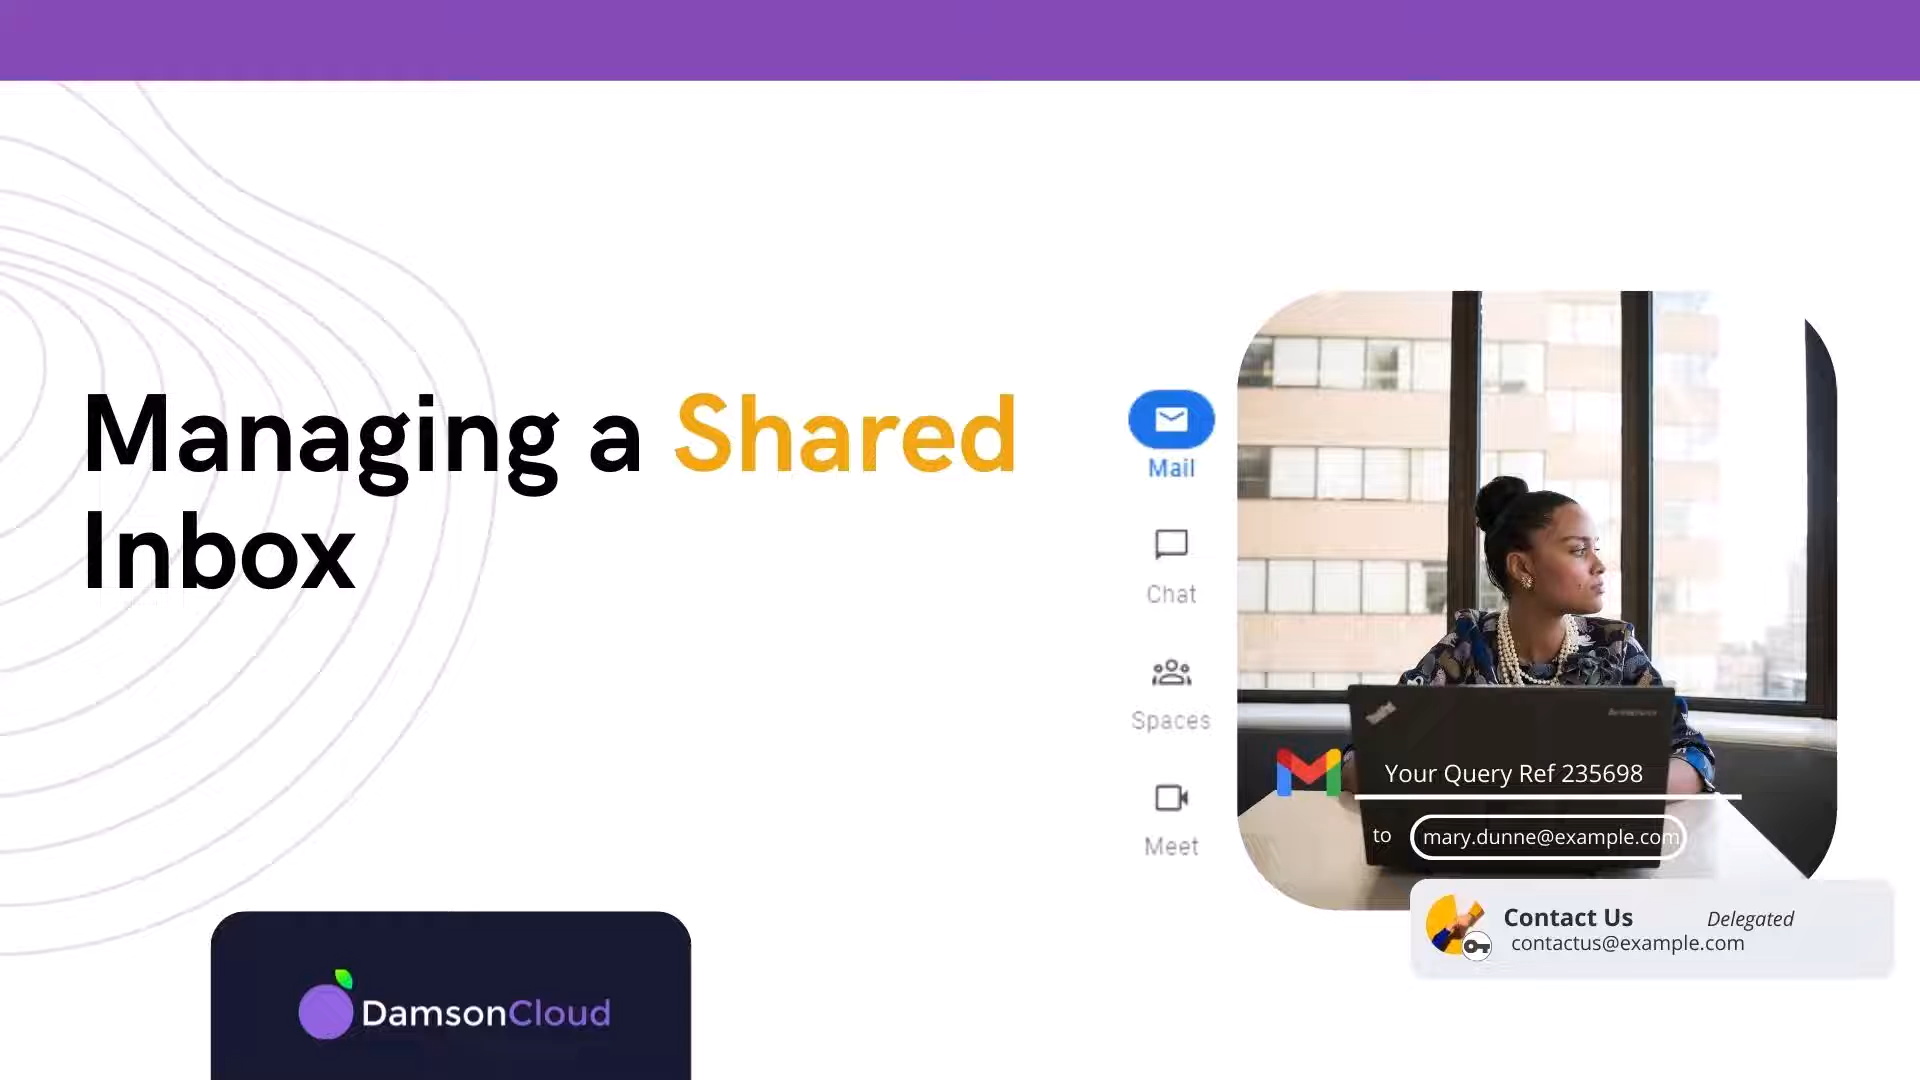 Managing a Shared
Inbox
Mail
Chat
Spaces
Meet
Your Query Ref 235698
to mary.dunne@example.com
Contact Us Delegated
contactus@example.com
DamsonCloud